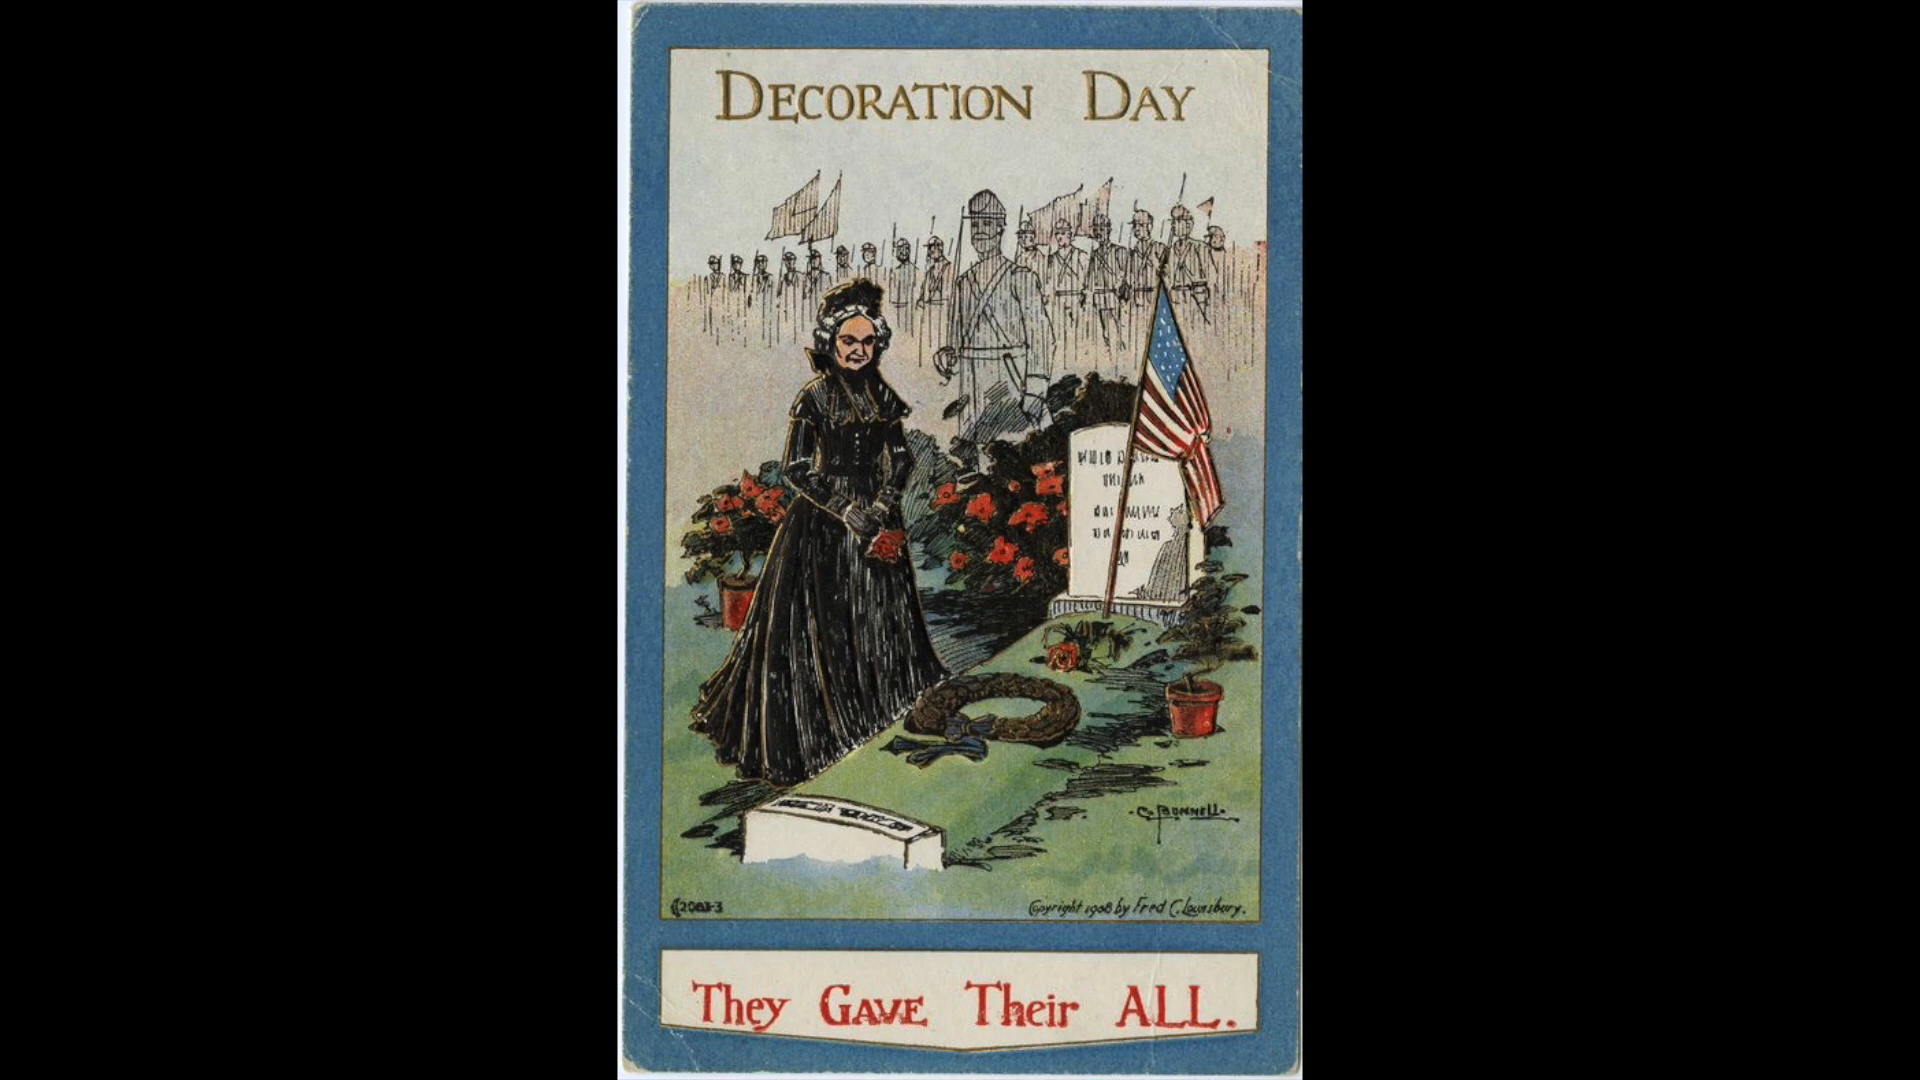 DECORATION DAY
C BONNELL.
2083-3
Copyright 1908 by Fred C. Lounsbury.
They GAVE Their ALL.